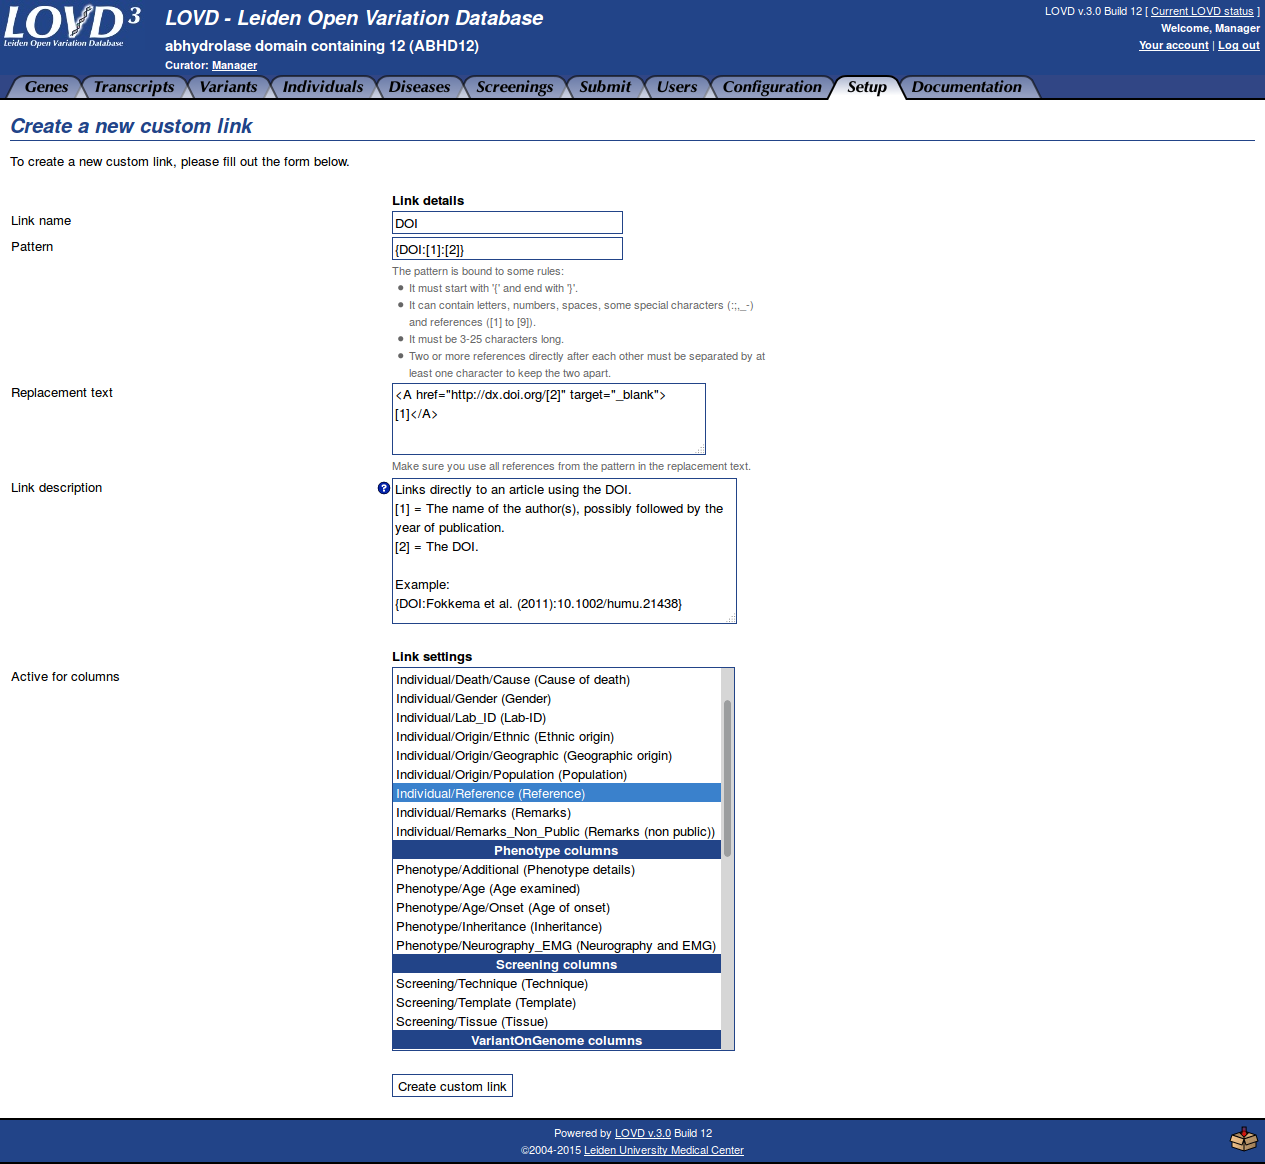 LOVD 3
Leiden Open Variation Database
LOVD - Leiden Open Variation Database
abhydrolase domain containing 12 (ABHD12)
Curator: Manager
LOVD v.3.0 Build 12 [ Current LOVD status ]
Welcome, Manager
Your account | Log out
Genes Transcripts Variants Individuals Diseases Screenings Submit Users Configuration Setup Documentation
Create a new custom link
To create a new custom link, please fill out the form below.
Link details
Link name DOI
Pattern {DOI:[1]:[2]}
The pattern is bound to some rules:
• It must start with '{' and end with '}'.
• It can contain letters, numbers, spaces, some special characters (:;,_-)
and references ([1] to [9]).
• It must be 3-25 characters long.
• Two or more references directly after each other must be separated by at
least one character to keep the two apart.
Replacement text <A href="http://dx.doi.org/[2]" target="_blank">
[1]</A>
Make sure you use all references from the pattern in the replacement text.
Link description ? Links directly to an article using the DOI.
[1] = The name of the author(s), possibly followed by the
year of publication.
[2] = The DOI.
Example:
{DOI:Fokkema et al. (2011):10.1002/humu.21438}
Link settings
Active for columns Individual/Death/Cause (Cause of death)
Individual/Gender (Gender)
Individual/Lab_ID (Lab-ID)
Individual/Origin/Ethnic (Ethnic origin)
Individual/Origin/Geographic (Geographic origin)
Individual/Origin/Population (Population)
Individual/Reference (Reference)
Individual/Remarks (Remarks)
Individual/Remarks_Non_Public (Remarks (non public))
Phenotype columns
Phenotype/Additional (Phenotype details)
Phenotype/Age (Age examined)
Phenotype/Age/Onset (Age of onset)
Phenotype/Inheritance (Inheritance)
Phenotype/Neurography_EMG (Neurography and EMG)
Screening columns
Screening/Technique (Technique)
Screening/Template (Template)
Screening/Tissue (Tissue)
VariantOnGenome columns
Create custom link
Powered by LOVD v.3.0 Build 12
©2004-2015 Leiden University Medical Center